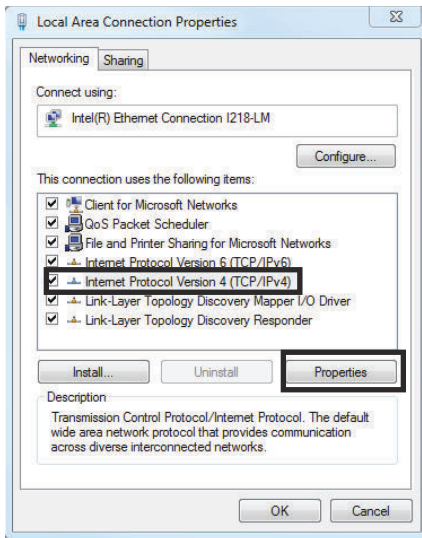 Local Area Connection Properties
Networking
Sharing
Connect using:
Intel(R) Ethernet Connection I218-LM
Configure...
This connection uses the following items:
Client for Microsoft Networks
QoS Packet Scheduler
File and Printer Sharing for Microsoft Networks
Internet Protocol Version 6 (TCP/IPv6)
Internet Protocol Version 4 (TCP/IPv4)
Link-Layer Topology Discovery Mapper I/O Driver
Link-Layer Topology Discovery Responder
Install...
Uninstall
Properties
Description
Transmission Control Protocol/Internet Protocol. The default
wide area network protocol that provides communication
across diverse interconnected networks.
OK
Cancel